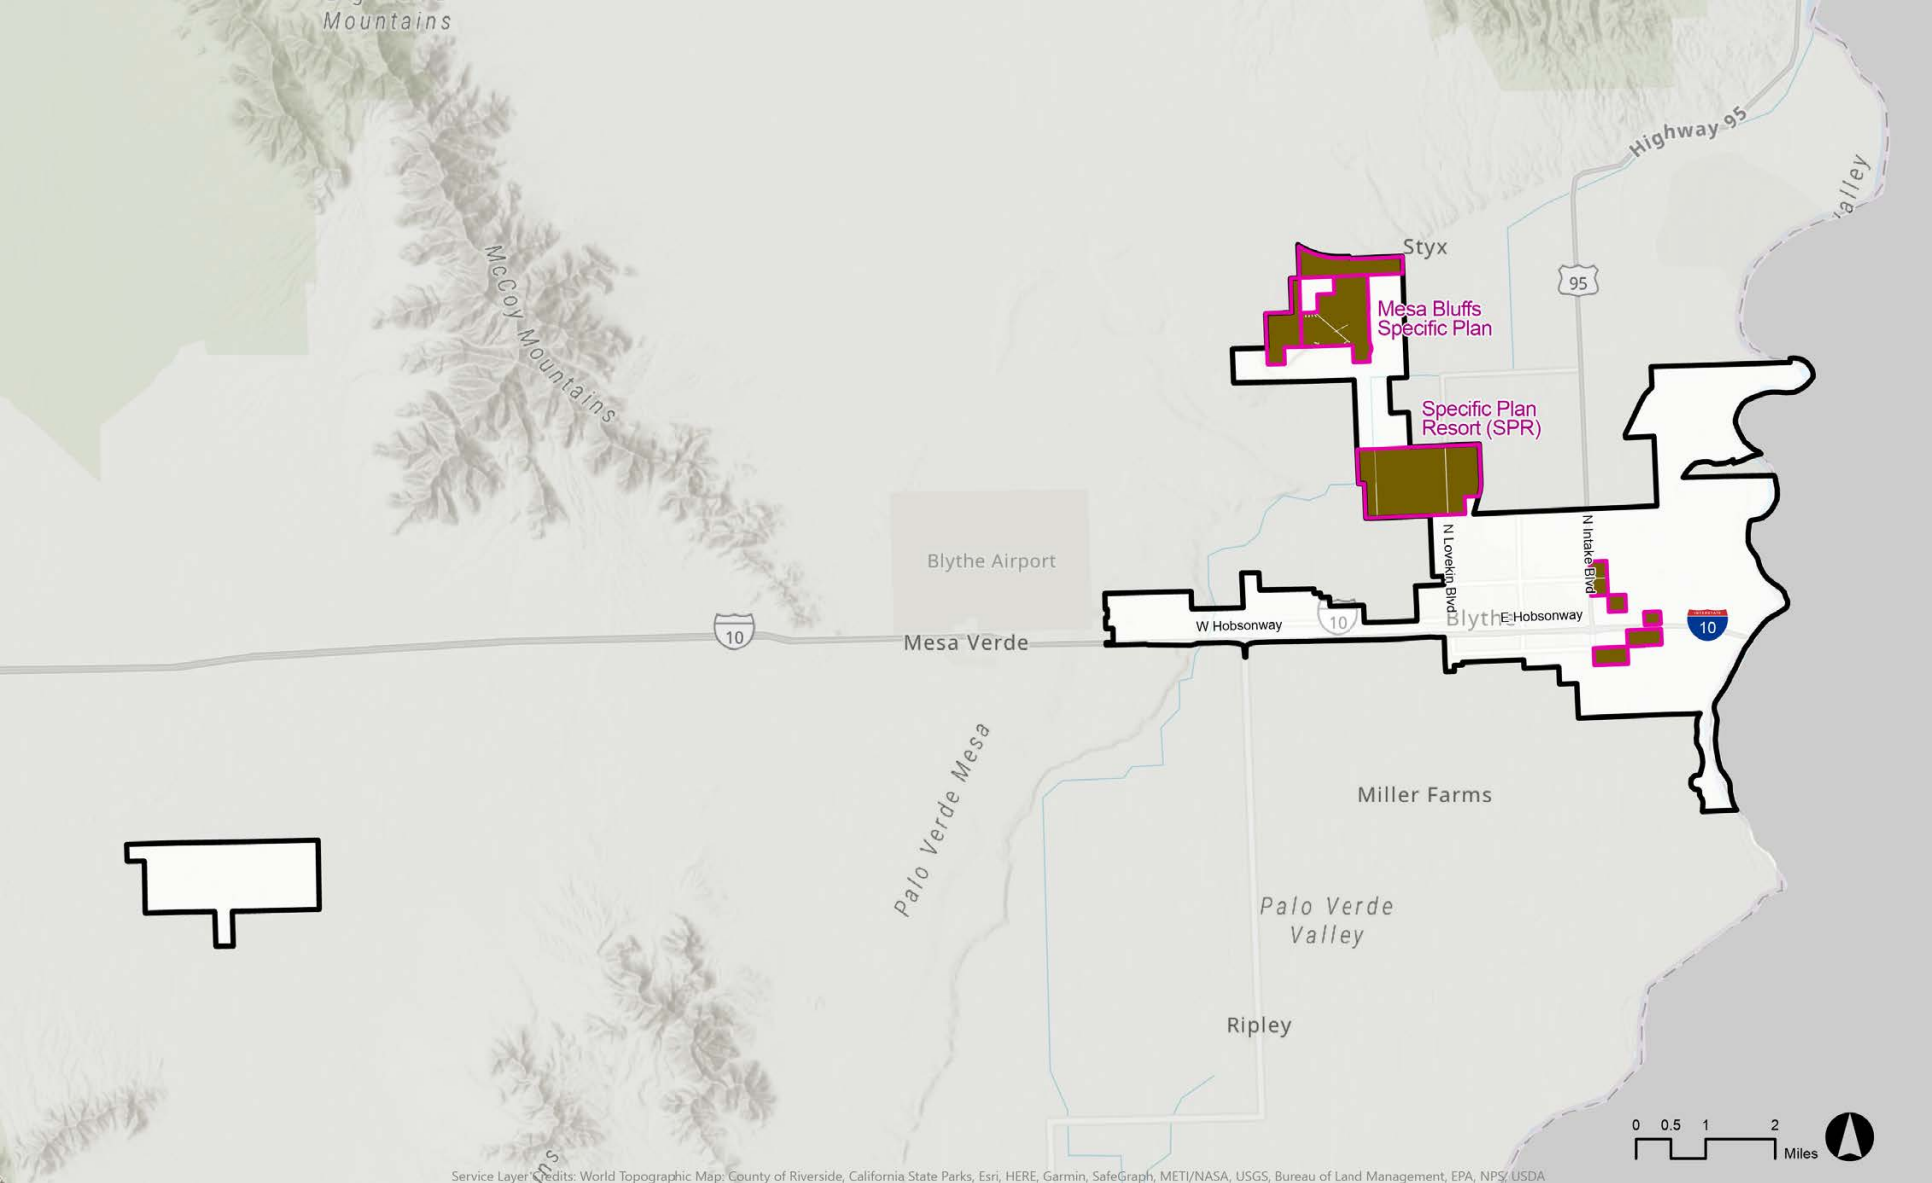 Mountains
Highway 95
alley
McCoy Mountains
Styx
95
Mesa Bluffs
Specific Plan
Specific Plan
Resort (SPR)
N Lovekin Blvd
N Intake Blvd
Blythe Airport
10
Mesa Verde
W Hobsonway
10
Blythe
E Hobsonway
INTERSTATE
10
Palo Verde Mesa
Miller Farms
Palo Verde
Valley
Ripley
ns
0 0.5 1 2
Miles
Service Layer Credits: World Topographic Map: County of Riverside, California State Parks, Esri, HERE, Garmin, SafeGraph, METI/NASA, USGS, Bureau of Land Management, EPA, NPS, USDA